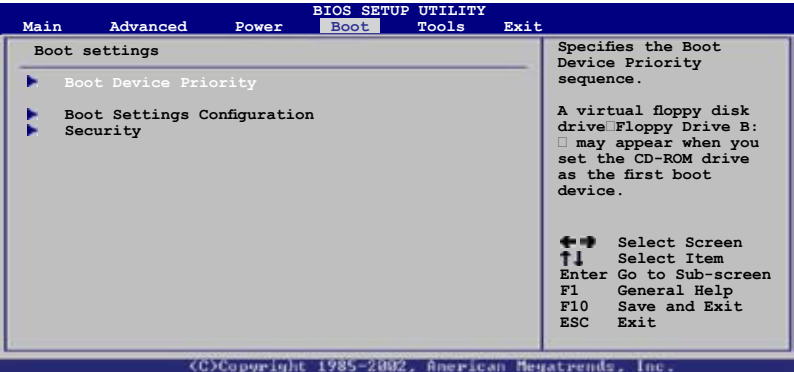 BIOS SETUP UTILITY
Main Advanced Power Boot Tools Exit
Boot settings
Boot Device Priority
Boot Settings Configuration
Security
Specifies the Boot
Device Priority
sequence.
A virtual floppy disk
drive□Floppy Drive B:
□ may appear when you
set the CD-ROM drive
as the first boot
device.
Select Screen
↑↓ Select Item
Enter Go to Sub-screen
F1 General Help
F10 Save and Exit
ESC Exit
(C)Copyright 1985-2002, American Megatrends, Inc.